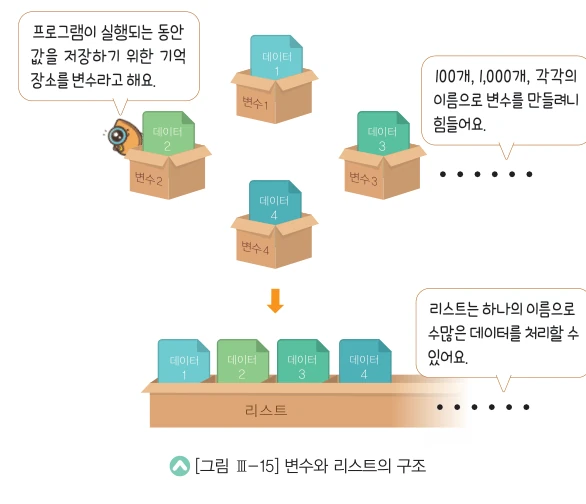 프로그램이 실행되는 동안
값을 저장하기 위한 기억
장소를 변수라고 해요.
데이터
1
변수1
100개, 1,000개, 각각의
이름으로 변수를 만들려니
힘들어요.
데이터
2
변수2
데이터
3
변수3
데이터
4
변수4
리스트는 하나의 이름으로
수많은 데이터를 처리할 수
있어요.
데이터
1
데이터
2
데이터
3
데이터
4
리스트
[그림 Ⅲ-15] 변수와 리스트의 구조